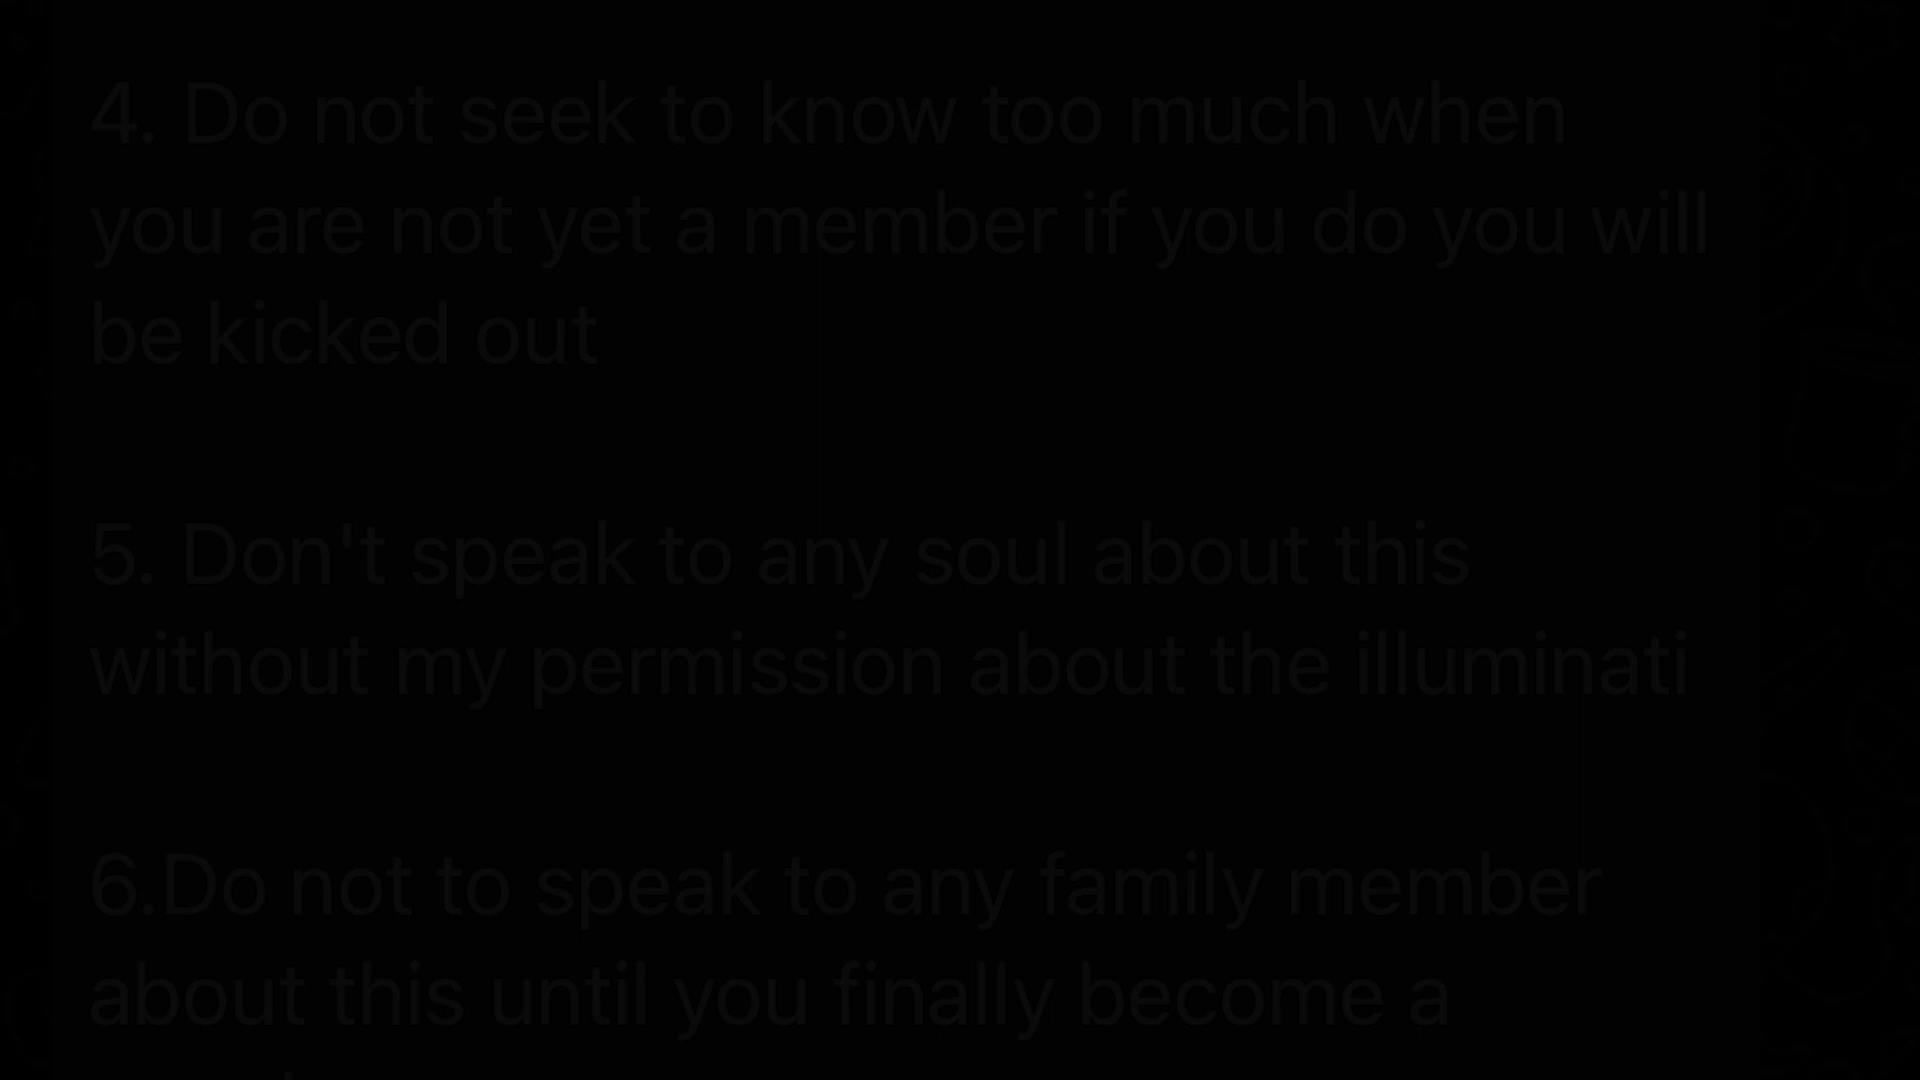 4. Do not seek to know too much when
you are not yet a member if you do you will
be kicked out
5. Don't speak to any soul about this
without my permission about the illuminati
6.Do not to speak to any family member
about this until you finally become a